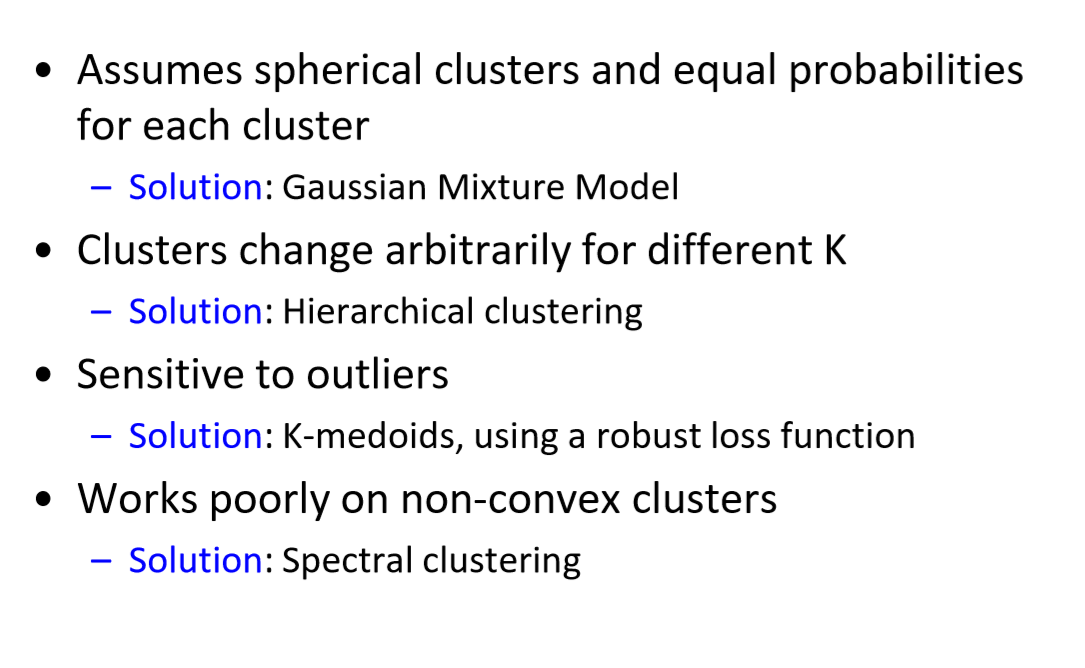 • Assumes spherical clusters and equal probabilities
for each cluster
– Solution: Gaussian Mixture Model
• Clusters change arbitrarily for different K
– Solution: Hierarchical clustering
• Sensitive to outliers
– Solution: K-medoids, using a robust loss function
• Works poorly on non-convex clusters
– Solution: Spectral clustering